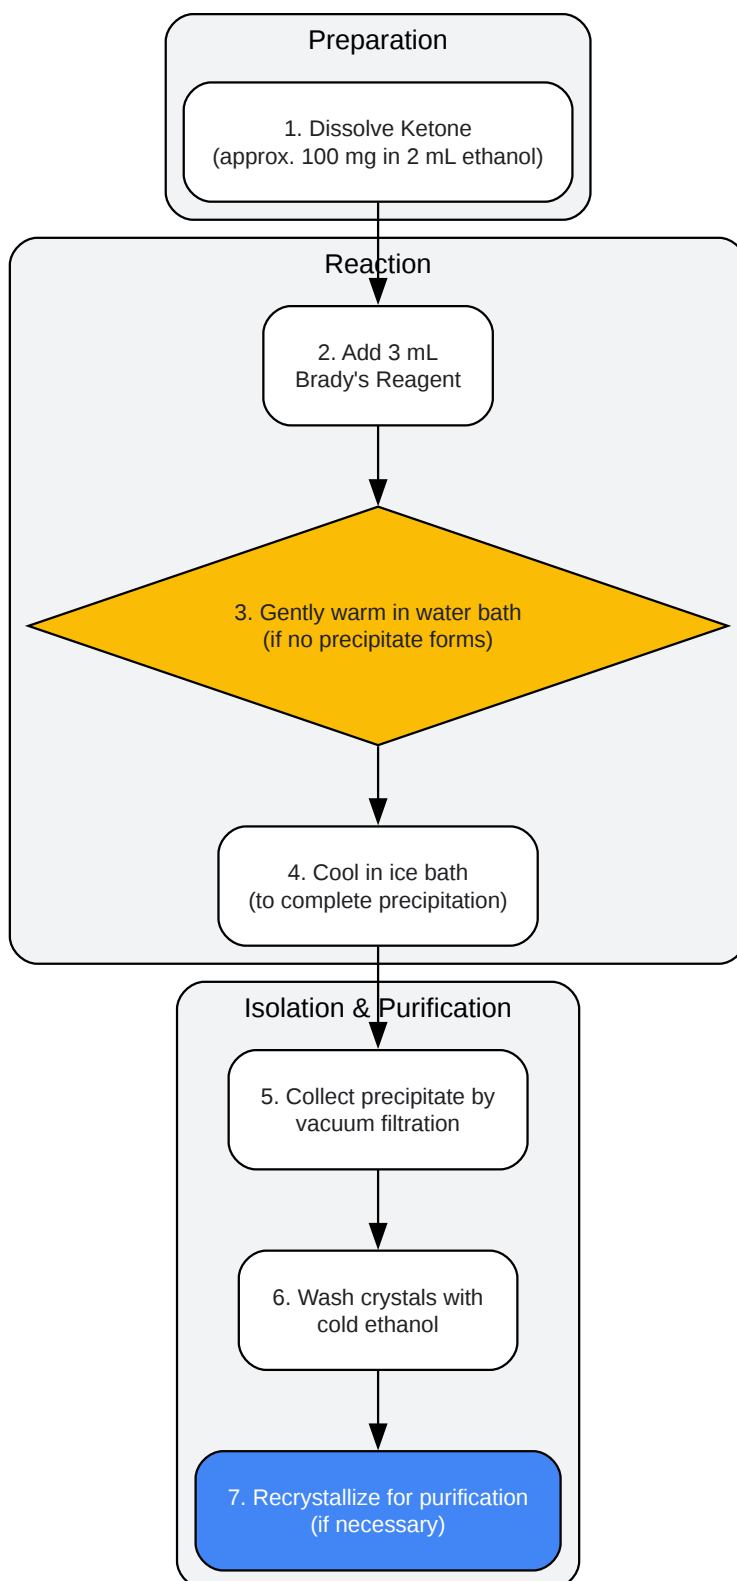 Preparation
1. Dissolve Ketone
(approx. 100 mg in 2 mL ethanol)
Reaction
2. Add 3 mL
Brady's Reagent
3. Gently warm in water bath
(if no precipitate forms)
4. Cool in ice bath
(to complete precipitation)
Isolation & Purification
5. Collect precipitate by
vacuum filtration
6. Wash crystals with
cold ethanol
7. Recrystallize for purification
(if necessary)